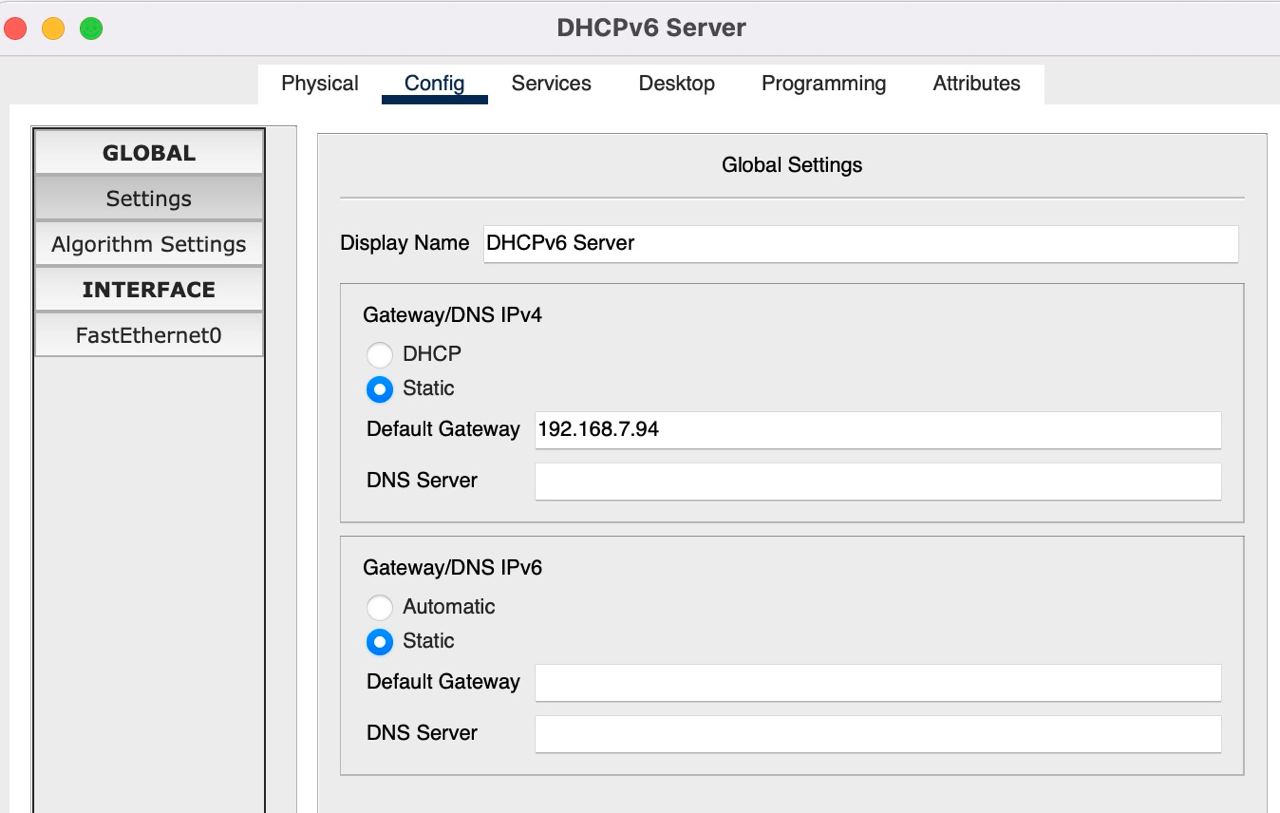 DHCPv6 Server
Physical Config Services Desktop Programming Attributes
GLOBAL
Settings
Algorithm Settings
INTERFACE
FastEthernet0
Global Settings
Display Name DHCPv6 Server
Gateway/DNS IPv4
DHCP
Static
Default Gateway 192.168.7.94
DNS Server
Gateway/DNS IPv6
Automatic
Static
Default Gateway
DNS Server